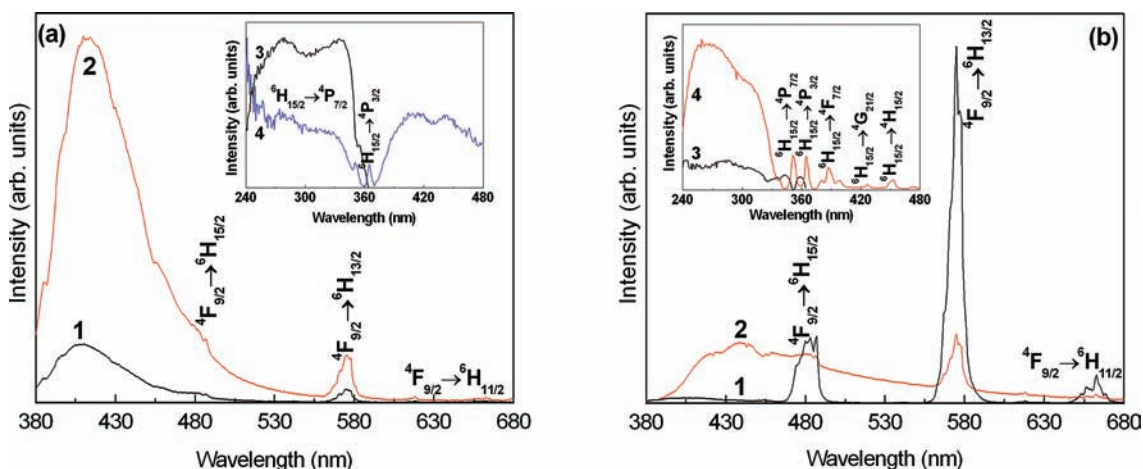 (a)
2
1
⁴F₉/₂→⁶H₁₅/₂
⁴F₉/₂→⁶H₁₃/₂
⁴F₉/₂→⁶H₁₁/₂
Intensity (arb. units)
380 430 480 530 580 630 680
Wavelength (nm)
3
4
⁶H₁₅/₂→⁴P₇/₂
⁶H₁₅/₂→⁴P₃/₂
Intensity (arb. units)
240 300 360 420 480
Wavelength (nm)
(b)
2
1
⁴F₉/₂→⁶H₁₅/₂
⁴F₉/₂→⁶H₁₃/₂
⁴F₉/₂→⁶H₁₁/₂
Intensity (arb. units)
380 430 480 530 580 630 680
Wavelength (nm)
4
3
⁶H₁₅/₂→⁴P₇/₂
⁶H₁₅/₂→⁴P₃/₂
⁶H₁₅/₂→⁴F₇/₂
⁶H₁₅/₂→⁴G₂₁/₂
⁶H₁₅/₂→⁴H₁₅/₂
Intensity (arb. units)
240 300 360 420 480
Wavelength (nm)